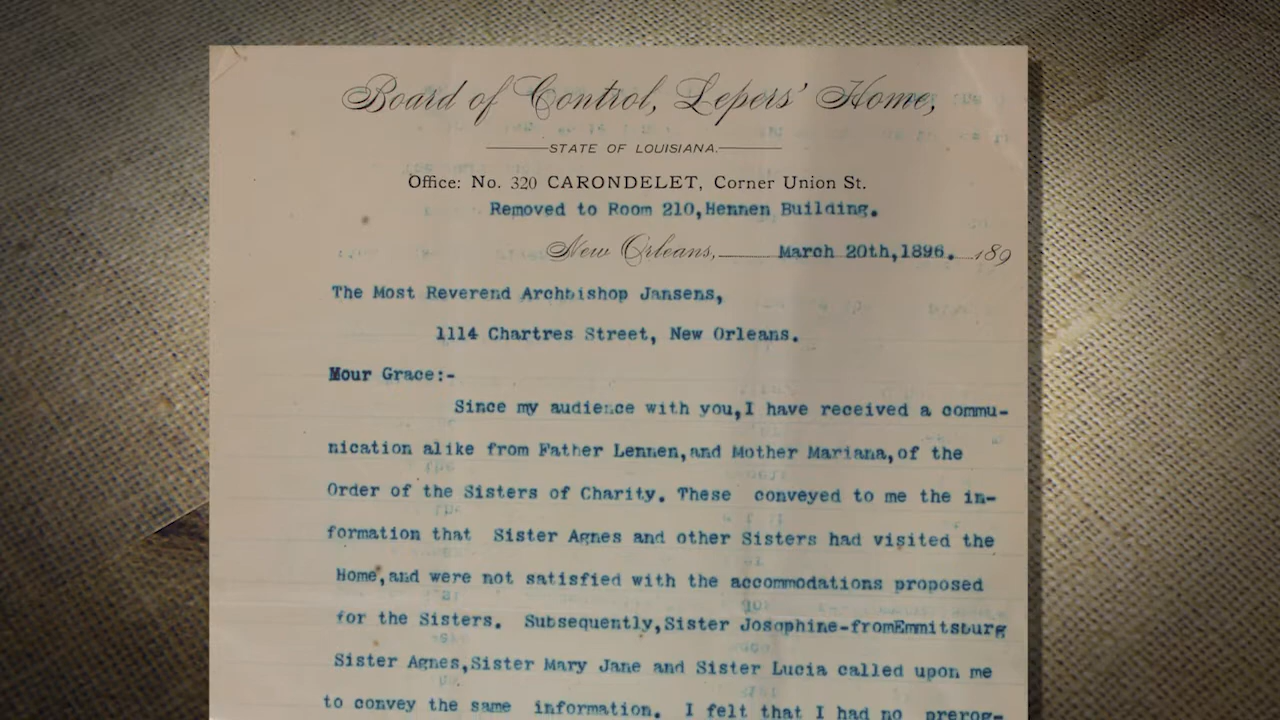 Board of Control, Lepers' Home,
STATE OF LOUISIANA.
Office: No. 320 CARONDELET, Corner Union St.
Removed to Room 210,Hennen Building.
New Orleans, March 20th,1896. 189
The Most Reverend Archbishop Jansens,
1114 Chartres Street, New Orleans.
Mour Grace:-
Since my audience with you,I have received a commu-
nication alike from Father Lennen,and Mother Mariana,of the
Order of the Sisters of Charity. These conveyed to me the in-
formation that Sister Agnes and other Sisters had visited the
Home,and were not satisfied with the accommodations proposed
for the Sisters. Subsequently,Sister Josophine-fromEmmitsburg
Sister Agnes,Sister Mary Jane and Sister Lucia called upon me
to convey the same information. I felt that I had no prerog-